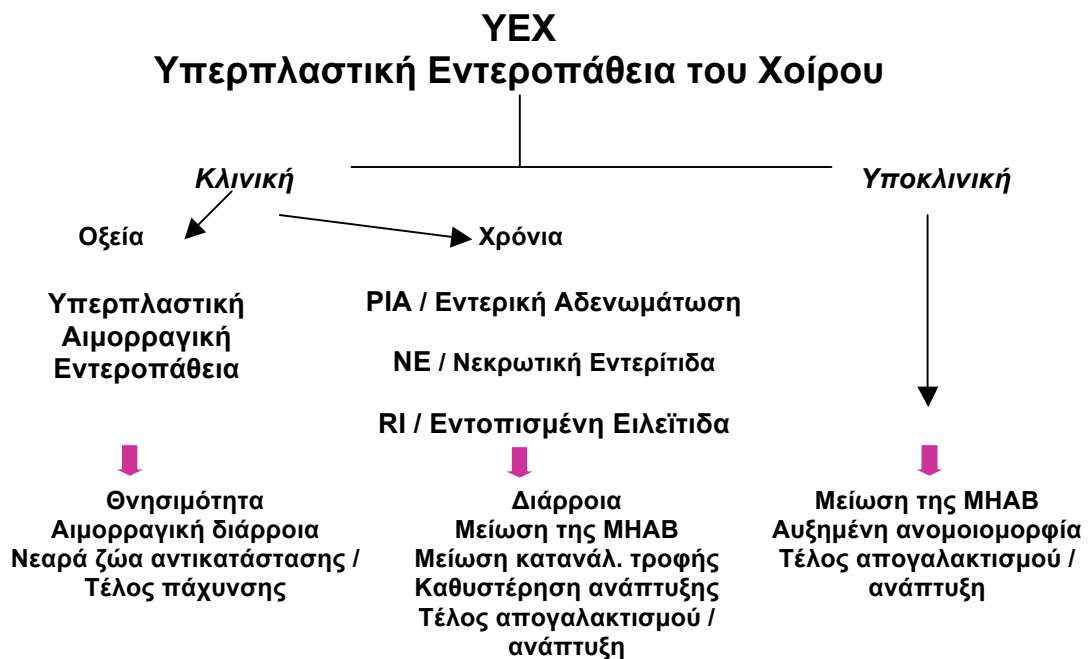 ΥΕΧ
Υπερπλαστική Εντεροπάθεια του Χοίρου
Κλινική
Υποκλινική
Οξεία
Χρόνια
Υπερπλαστική
Αιμορραγική
Εντεροπάθεια
PIA / Εντερική Αδενωμάτωση
NE / Νεκρωτική Εντερίτιδα
RI / Εντοπισμένη Ειλεϊτιδα
Θνησιμότητα
Αιμορραγική διάρροια
Νεαρά ζώα αντικατάστασης /
Τέλος πάχυνσης
Διάρροια
Μείωση της ΜΗΑΒ
Μείωση κατανάλ. τροφής
Καθυστέρηση ανάπτυξης
Τέλος απογαλακτισμού /
ανάπτυξη
Μείωση της ΜΗΑΒ
Αυξημένη ανομοιομορφία
Τέλος απογαλακτισμού /
ανάπτυξη